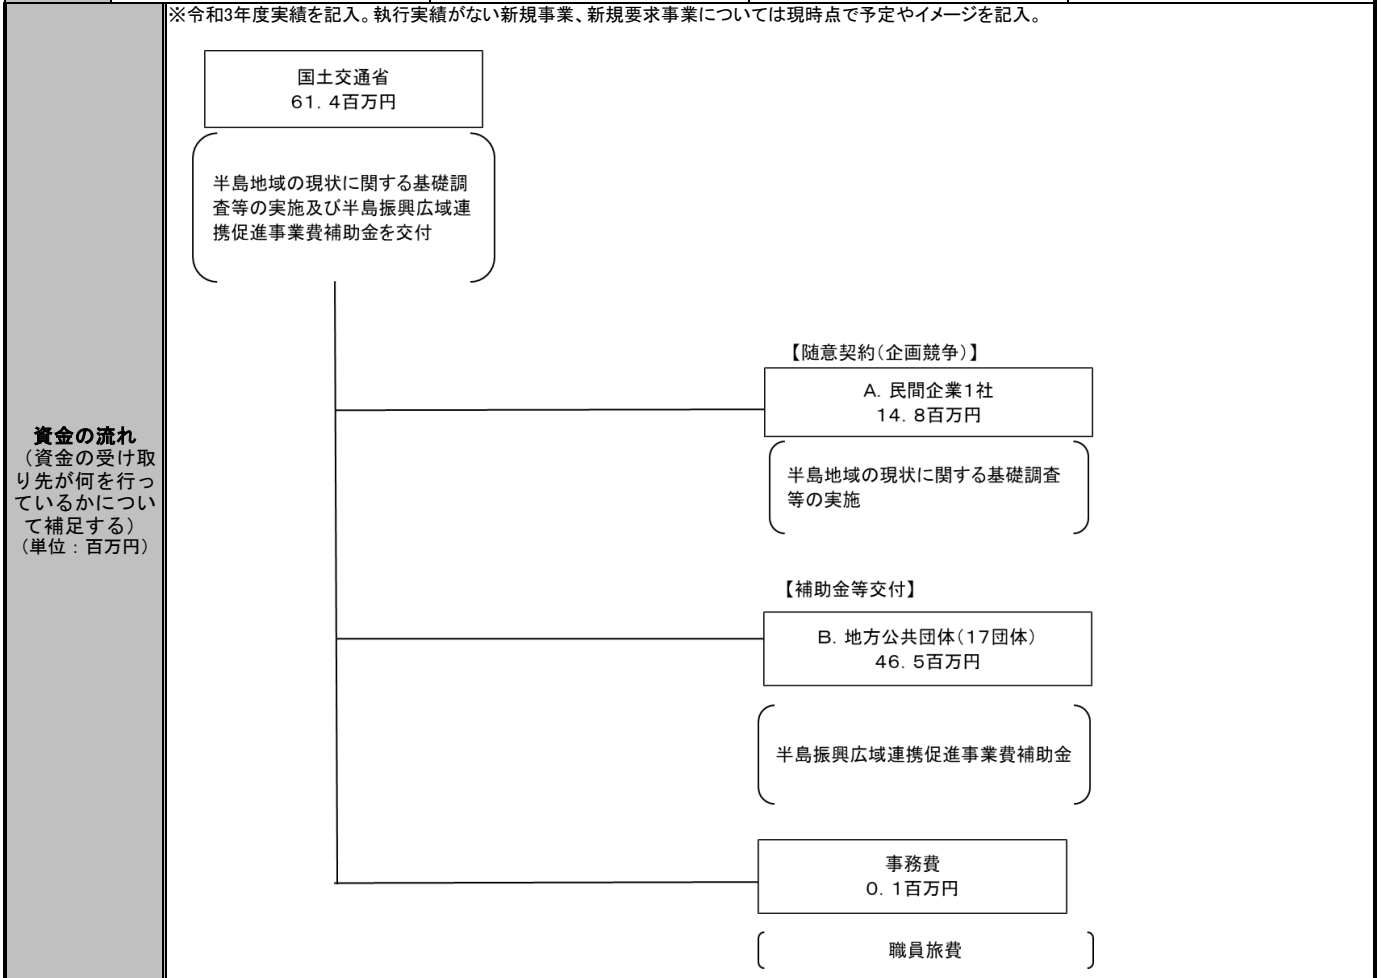 ※令和3年度実績を記入。執行実績がない新規事業、新規要求事業については現時点で予定やイメージを記入。
資金の流れ
（資金の受け取
り先が何を行っ
ているかについ
て補足する）
（単位：百万円）
国土交通省
６１．４百万円
半島地域の現状に関する基礎調
査等の実施及び半島振興広域連
携促進事業費補助金を交付
【随意契約（企画競争）】
Ａ．民間企業１社
１４．８百万円
半島地域の現状に関する基礎調査
等の実施
【補助金等交付】
Ｂ．地方公共団体（１７団体）
４６．５百万円
半島振興広域連携促進事業費補助金
事務費
０．１百万円
職員旅費